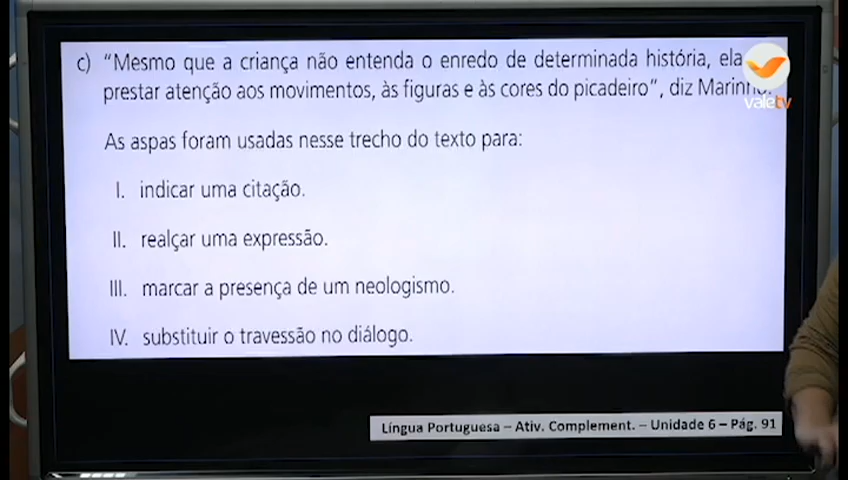 c) “Mesmo que a criança não entenda o enredo de determinada história, ela
prestar atenção aos movimentos, às figuras e às cores do picadeiro”, diz Marinho.
valetv
As aspas foram usadas nesse trecho do texto para:
I. indicar uma citação.
II. realçar uma expressão.
III. marcar a presença de um neologismo.
IV. substituir o travessão no diálogo.
Língua Portuguesa – Ativ. Complement. – Unidade 6 – Pág. 91